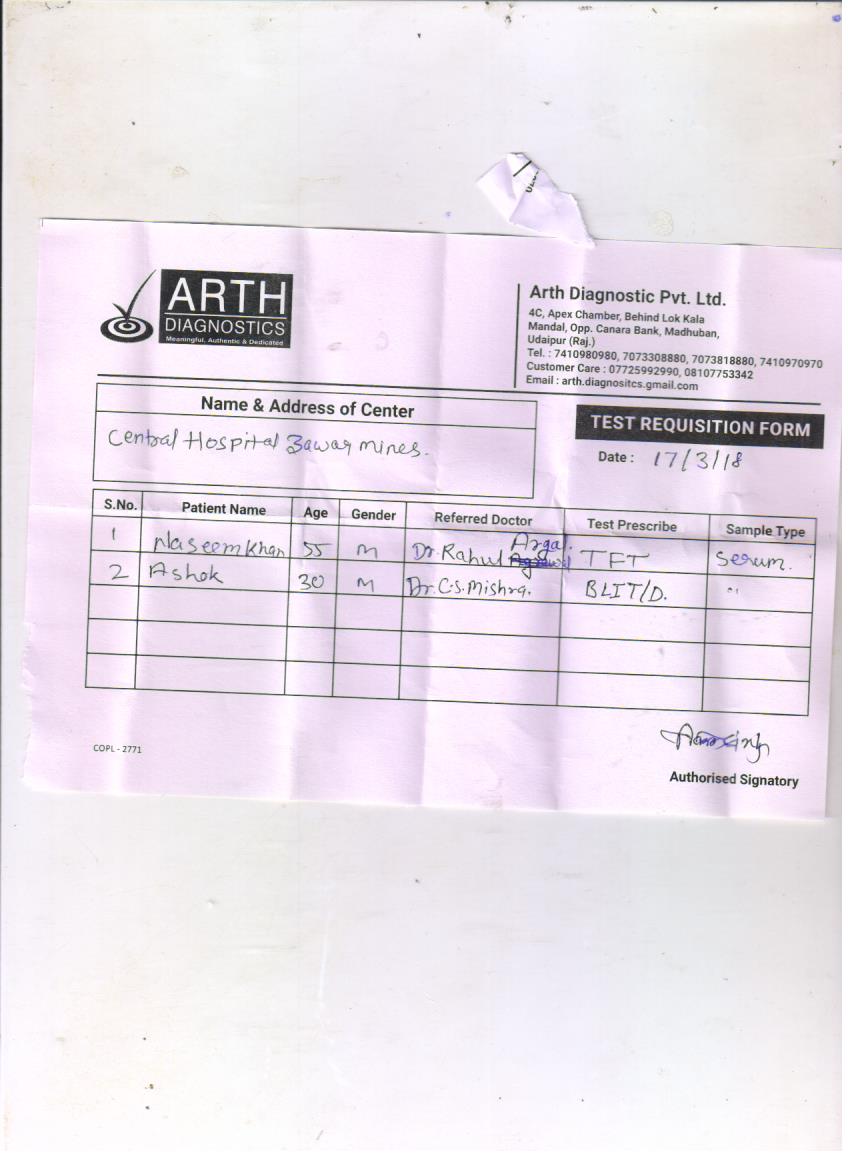 ARTH
DIAGNOSTICS
Meaningful, Authentic & Dedicated
Arth Diagnostic Pvt. Ltd.
4C, Apex Chamber, Behind Lok Kala
Mandal, Opp. Canara Bank, Madhuban,
Udaipur (Raj.)
Tel. : 7410980980, 7073308880, 7073818880, 7410970970
Customer Care : 07725992990, 08107753342
Email : arth.diagnositcs.gmail.com
Name & Address of Center
Central Hospital Zawar mines.
TEST REQUISITION FORM
Date : 17/3/18
S.No. Patient Name Age Gender Referred Doctor Test Prescribe Sample Type
1 Naseem Khan 55 M Dr. Rahul Argal. TFT Serum.
2 Ashok 30 M Dr. C.S. Mishra. BLIT/D. "
COPL - 2771
Authorised Signatory